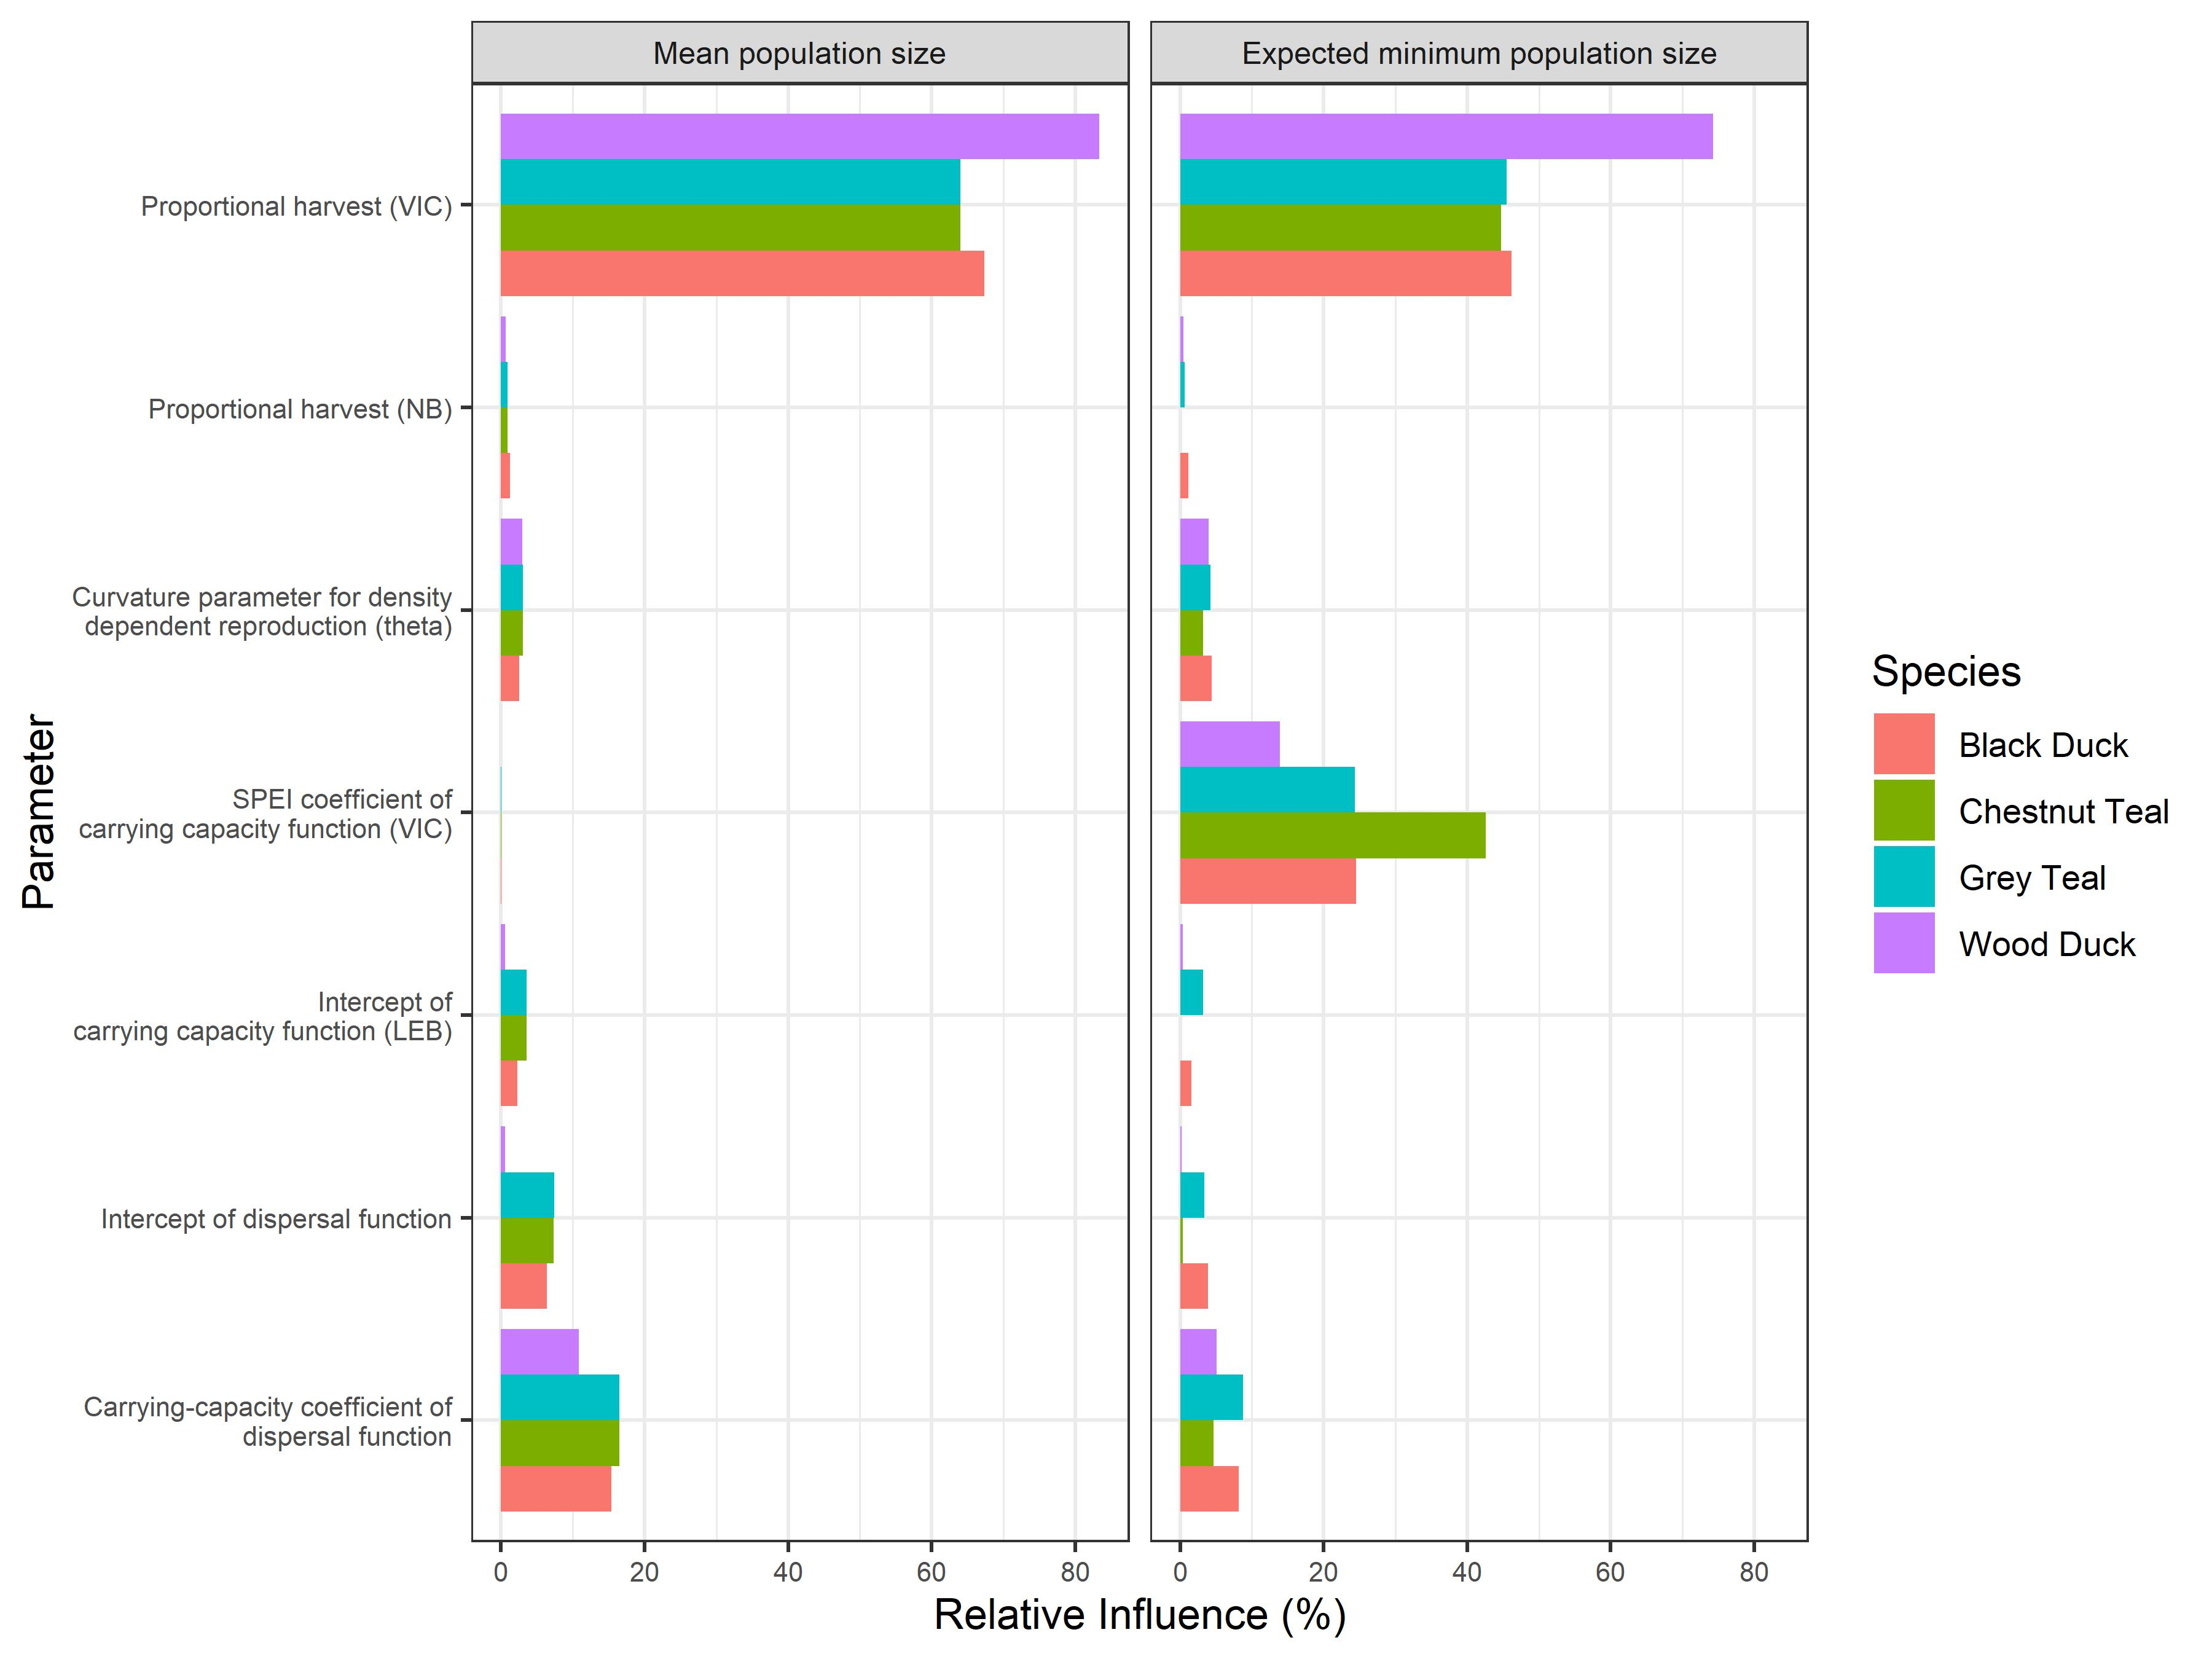 Mean population size
Expected minimum population size
Parameter
Proportional harvest (VIC)
Proportional harvest (NB)
Curvature parameter for density
dependent reproduction (theta)
SPEI coefficient of
carrying capacity function (VIC)
Intercept of
carrying capacity function (LEB)
Intercept of dispersal function
Carrying-capacity coefficient of
dispersal function
0 20 40 60 80
0 20 40 60 80
Relative Influence (%)
Species
Black Duck
Chestnut Teal
Grey Teal
Wood Duck